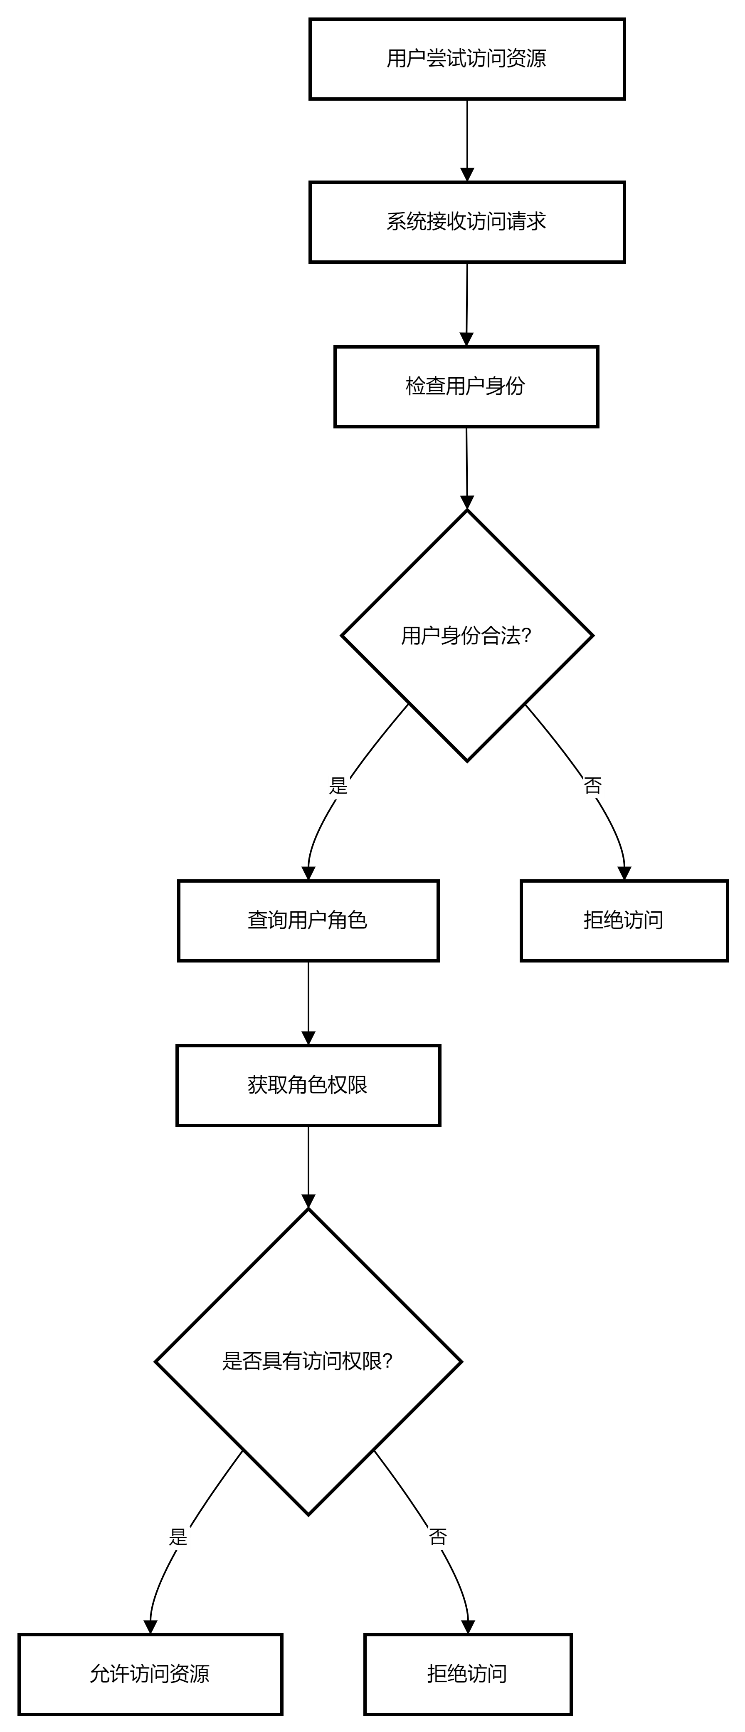 用户尝试访问资源
系统接收访问请求
检查用户身份
用户身份合法?
是
否
查询用户角色
拒绝访问
获取角色权限
是否具有访问权限?
是
否
允许访问资源
拒绝访问